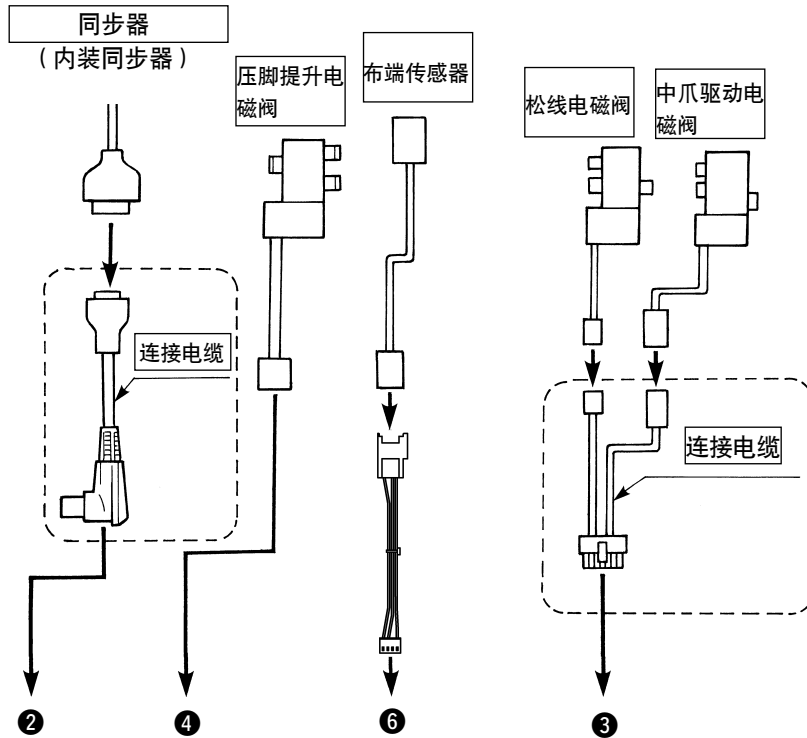 同步器
（内装同步器）
压脚提升电
磁阀
布端传感器
松线电磁阀
中爪驱动电
磁阀
连接电缆
连接电缆
❷
❹
❻
❸